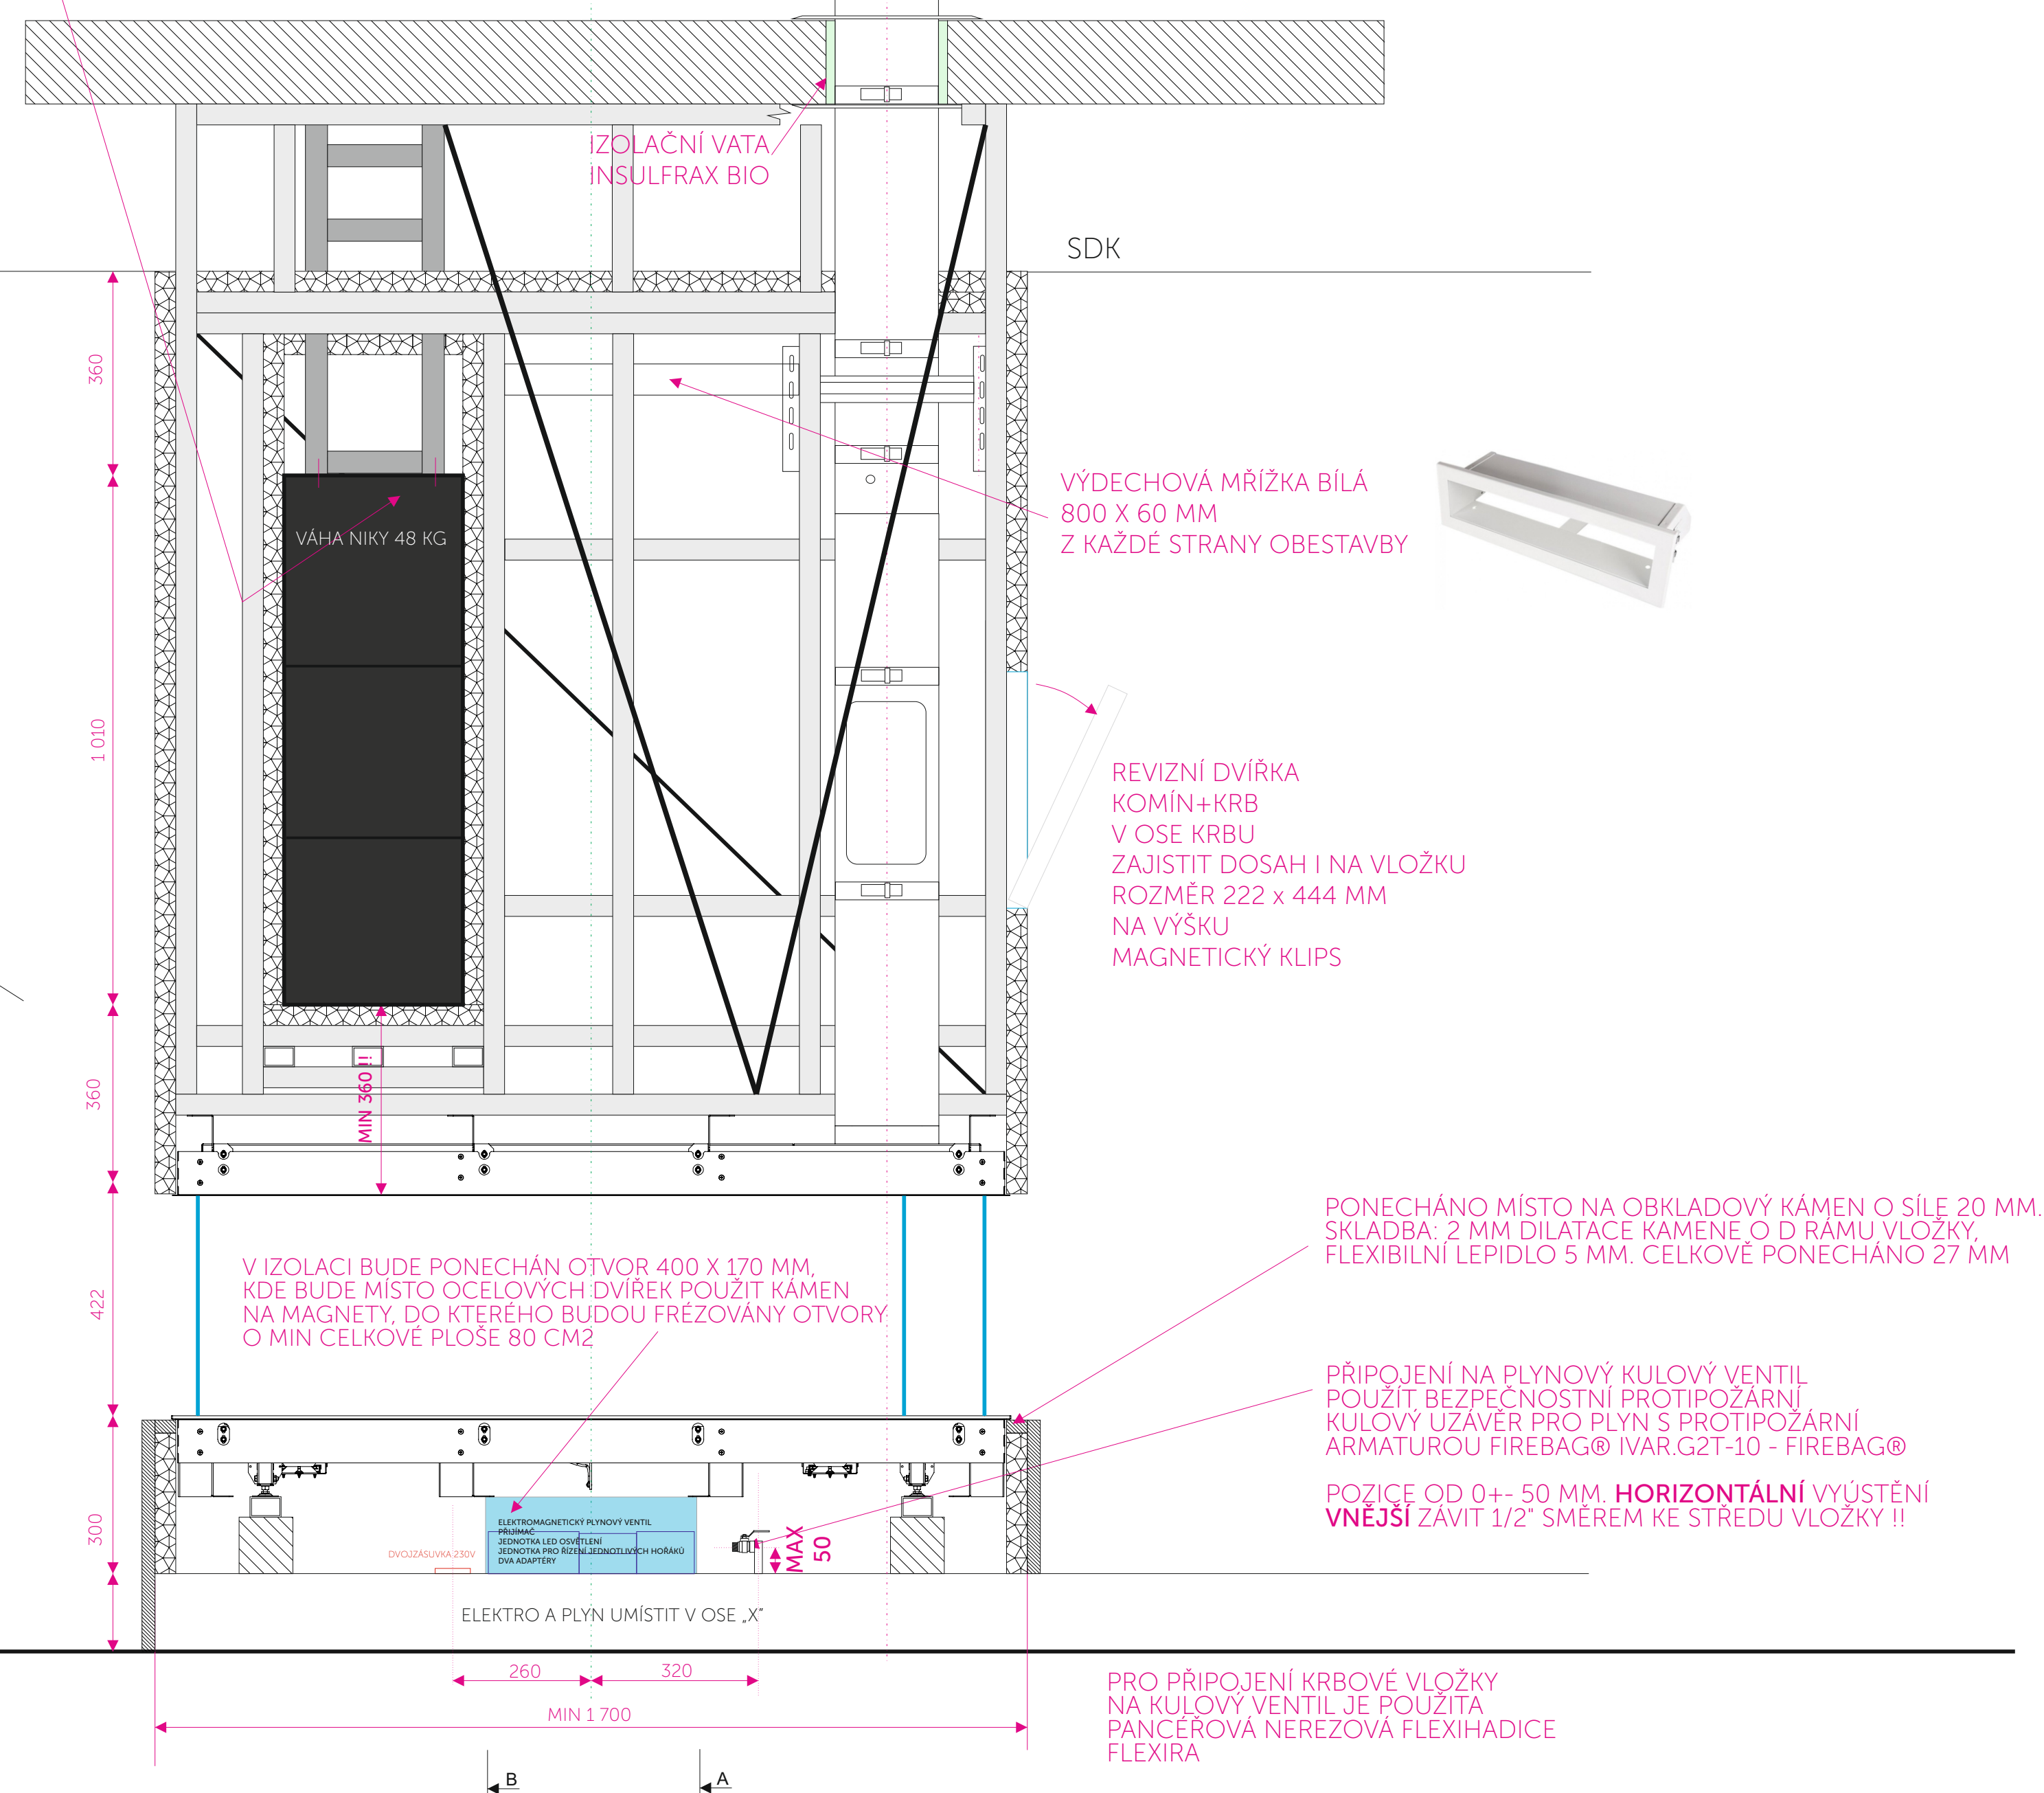 IZOLAČNÍ VATA
INSULFRAX BIO
SDK
360
VÝDECHOVÁ MŘÍŽKA BÍLÁ
800 X 60 MM
Z KAŽDÉ STRANY OBESTAVBY
VÁHA NIKY 48 KG
1 010
REVIZNÍ DVÍŘKA
KOMÍN+KRB
V OSE KRBU
ZAJISTIT DOSAH I NA VLOŽKU
ROZMĚR 222 x 444 MM
NA VÝŠKU
MAGNETICKÝ KLIPS
360
MIN 360 !!
PONECHÁNO MÍSTO NA OBKLADOVÝ KÁMEN O SÍLE 20 MM.
SKLADBA: 2 MM DILATACE KAMENE O D RÁMU VLOŽKY,
FLEXIBILNÍ LEPIDLO 5 MM. CELKOVĚ PONECHÁNO 27 MM
V IZOLACI BUDE PONECHÁN OTVOR 400 X 170 MM,
KDE BUDE MÍSTO OCELOVÝCH DVÍŘEK POUŽIT KÁMEN
NA MAGNETY, DO KTERÉHO BUDOU FRÉZOVÁNY OTVORY
O MIN CELKOVÉ PLOŠE 80 CM2
422
PŘIPOJENÍ NA PLYNOVÝ KULOVÝ VENTIL
POUŽÍT BEZPEČNOSTNÍ PROTIPOŽÁRNÍ
KULOVÝ UZÁVĚR PRO PLYN S PROTIPOŽÁRNÍ
ARMATUROU FIREBAG® IVAR.G2T-10 - FIREBAG®
POZICE OD 0+- 50 MM. HORIZONTÁLNÍ VYÚSTĚNÍ
VNĚJŠÍ ZÁVIT 1/2" SMĚREM KE STŘEDU VLOŽKY !!
300
ELEKTROMAGNETICKÝ PLYNOVÝ VENTIL
PŘIJÍMAČ
JEDNOTKA LED OSVĚTLENÍ
JEDNOTKA PRO ŘÍZENÍ JEDNOTLIVÝCH HOŘÁKŮ
DVA ADAPTÉRY
DVOJZÁSUVKA 230V
MAX
50
ELEKTRO A PLYN UMÍSTIT V OSE „X"
260
320
MIN 1 700
PRO PŘIPOJENÍ KRBOVÉ VLOŽKY
NA KULOVÝ VENTIL JE POUŽITA
PANCÉŘOVÁ NEREZOVÁ FLEXIHADICE
FLEXIRA
B
A